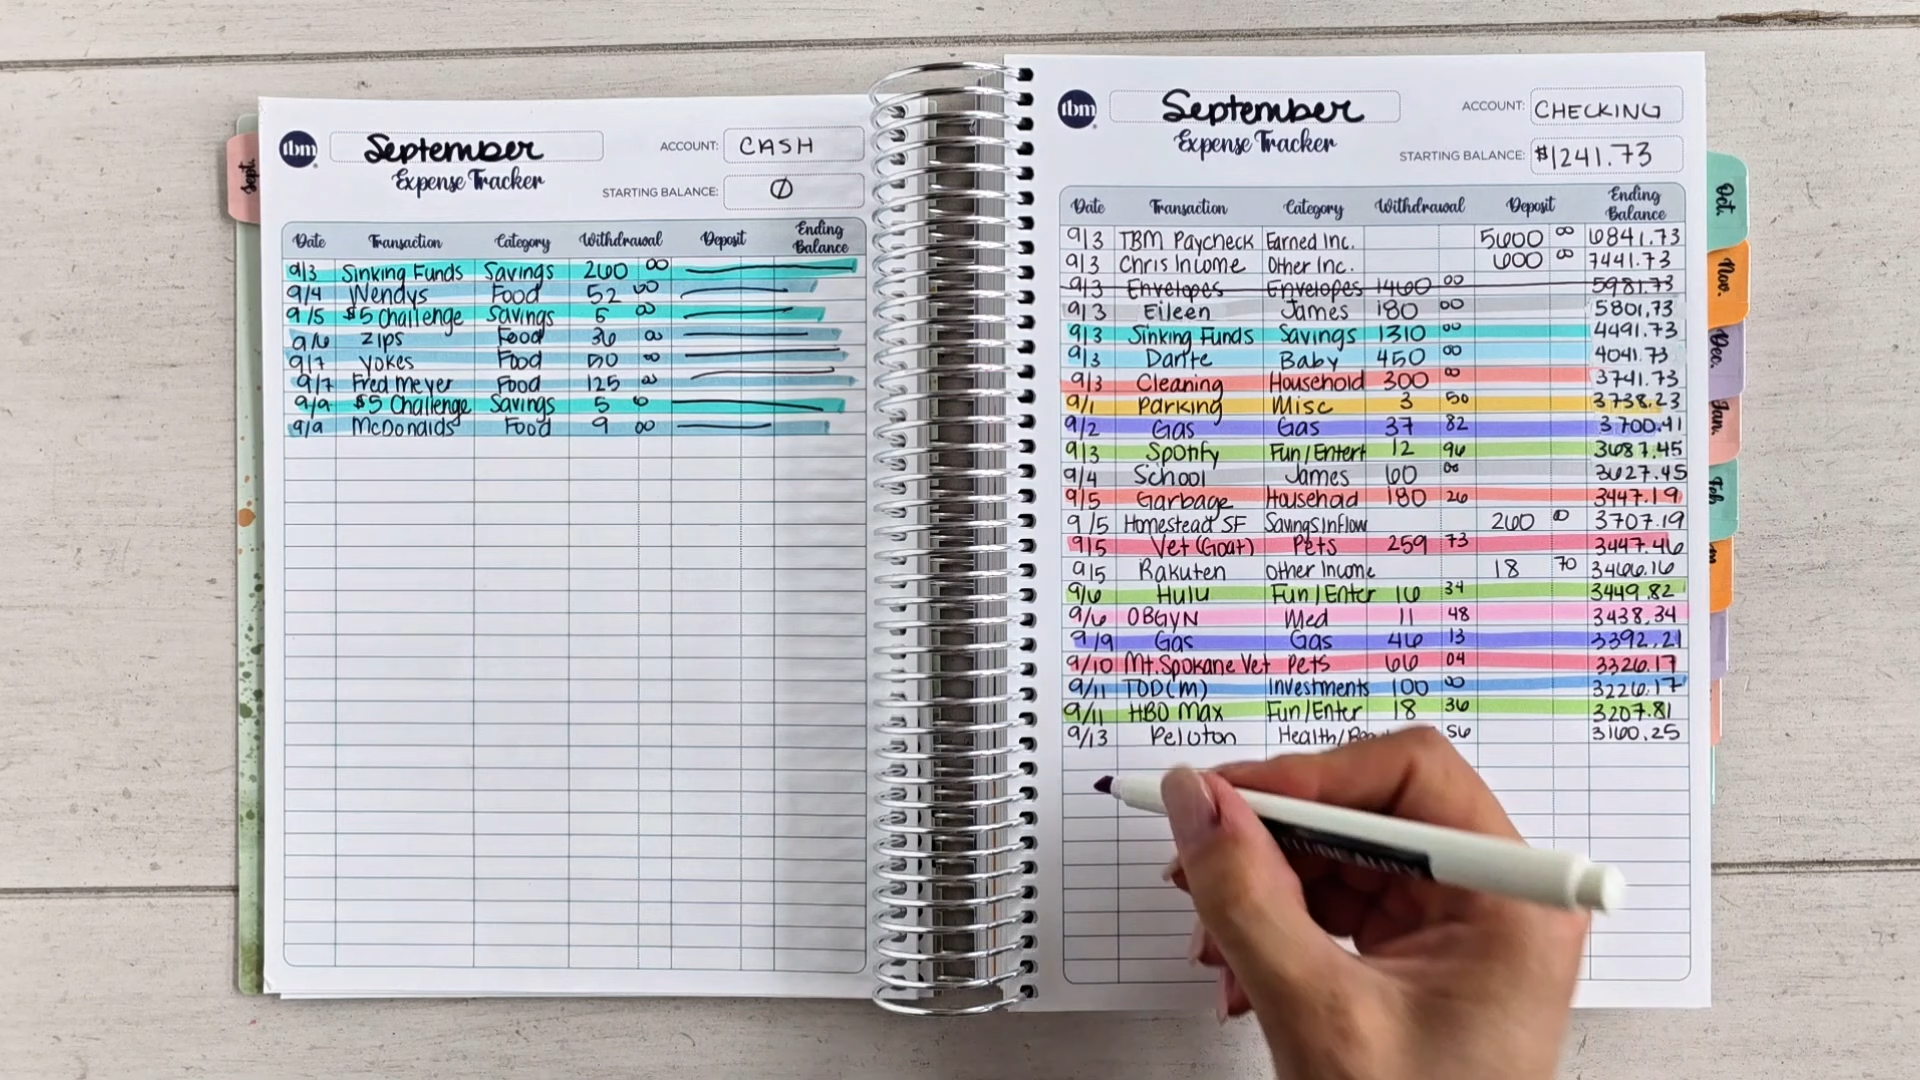 Sept.
tbm
September
Expense Tracker
ACCOUNT: CASH
STARTING BALANCE: 0
Date Transaction Category Withdrawal Deposit Ending Balance
9/3 Sinking Funds Savings 260 00
9/4 Wendys Food 52 00
9/5 $5 Challenge Savings 5 00
9/6 Zips Food 36 00
9/7 Yokes Food 50 00
9/7 Fred Meyer Food 125 00
9/9 $5 Challenge Savings 5 0
9/9 McDonalds Food 9 00
tbm
September
Expense Tracker
ACCOUNT: CHECKING
STARTING BALANCE: $1241.73
Date Transaction Category Withdrawal Deposit Ending Balance
9/3 TBM Paycheck Earned Inc. 5600 00 6841.73
9/3 Chris Income Other Inc. 600 00 7441.73
9/3 Envelopes Envelopes 1460 00 5981.73
9/3 Eileen James 180 00 5801.73
9/3 Sinking Funds Savings 1310 00 4491.73
9/3 Dante Baby 450 00 4041.73
9/3 Cleaning Household 300 00 3741.73
9/1 Parking Misc 3 50 3738.23
9/2 Gas Gas 37 82 3700.41
9/3 Spotify Fun/Entert 12 96 3687.45
9/4 School James 60 00 3627.45
9/5 Garbage Household 180 26 3447.19
9/5 Homestead SF Savings Inflow 260 0 3707.19
9/5 Vet (Goat) Pets 259 73 3447.46
9/5 Rakuten Other Income 18 70 3466.16
9/6 Hulu Fun/Enter 16 34 3449.82
9/6 OBGYN Med 11 48 3438.34
9/9 Gas Gas 46 13 3392.21
9/10 Mt. Spokane Vet Pets 66 04 3326.17
9/11 TOD(M) Investments 100 00 3226.17
9/11 HBO Max Fun/Enter 18 36 3207.81
9/13 Peloton Health/ 56 3160.25
Oct.
Nov.
Dec.
Jan.
Feb.